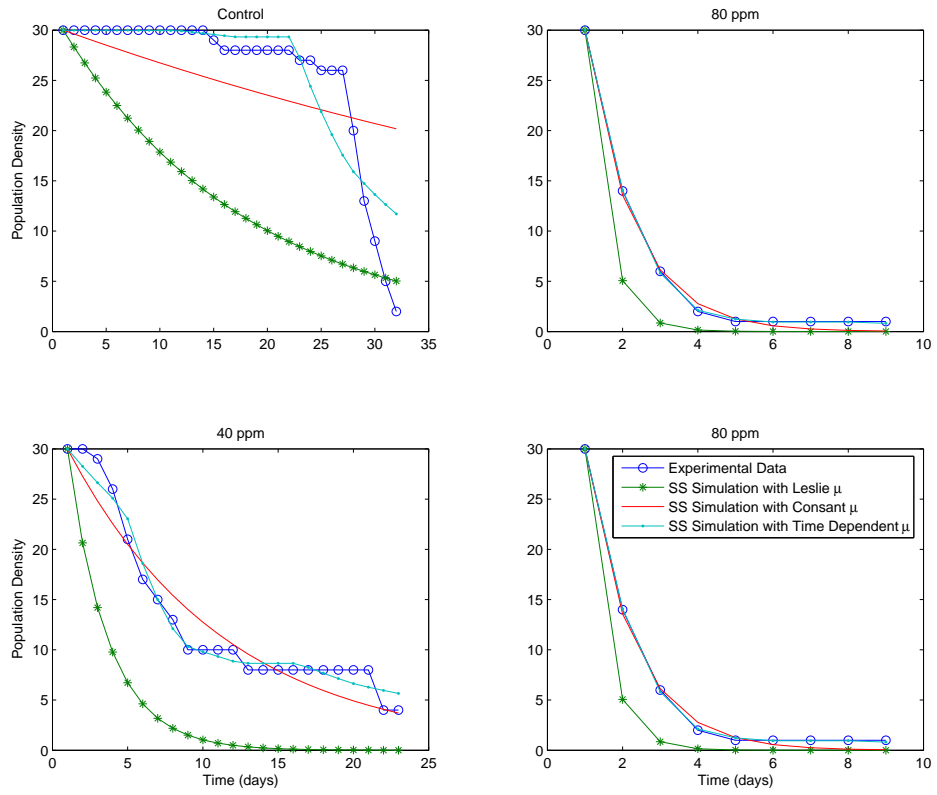 Control
30
25
20
15
10
5
0
Population Density
0 5 10 15 20 25 30 35
80 ppm
30
25
20
15
10
5
0
0 2 4 6 8 10
40 ppm
30
25
20
15
10
5
0
Population Density
0 5 10 15 20 25
Time (days)
80 ppm
30
25
20
15
10
5
0
Experimental Data
SS Simulation with Leslie μ
SS Simulation with Consant μ
SS Simulation with Time Dependent μ
0 2 4 6 8 10
Time (days)